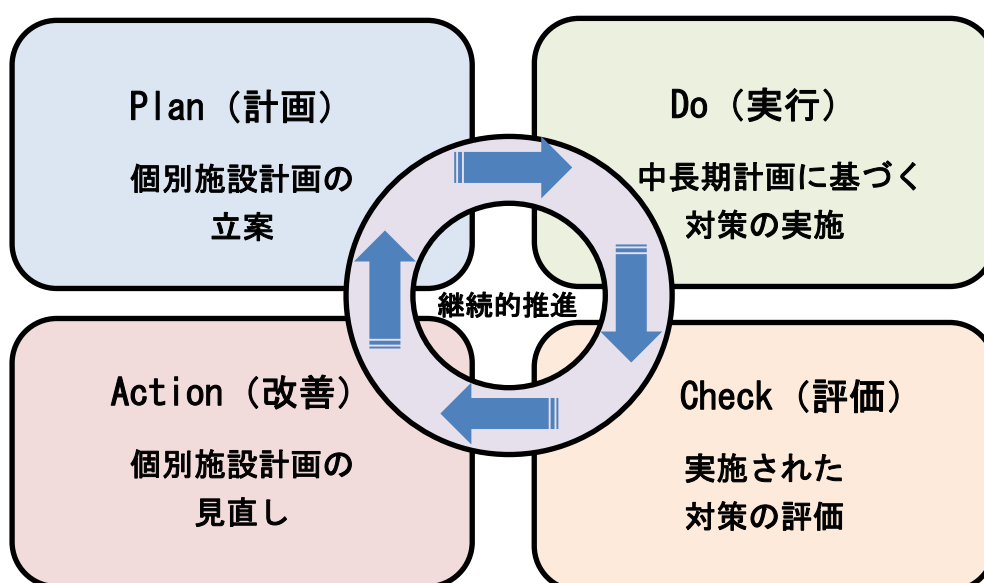 Plan（計画）
個別施設計画の
立案
Do（実行）
中長期計画に基づく
対策の実施
継続的推進
Action（改善）
個別施設計画の
見直し
Check（評価）
実施された
対策の評価